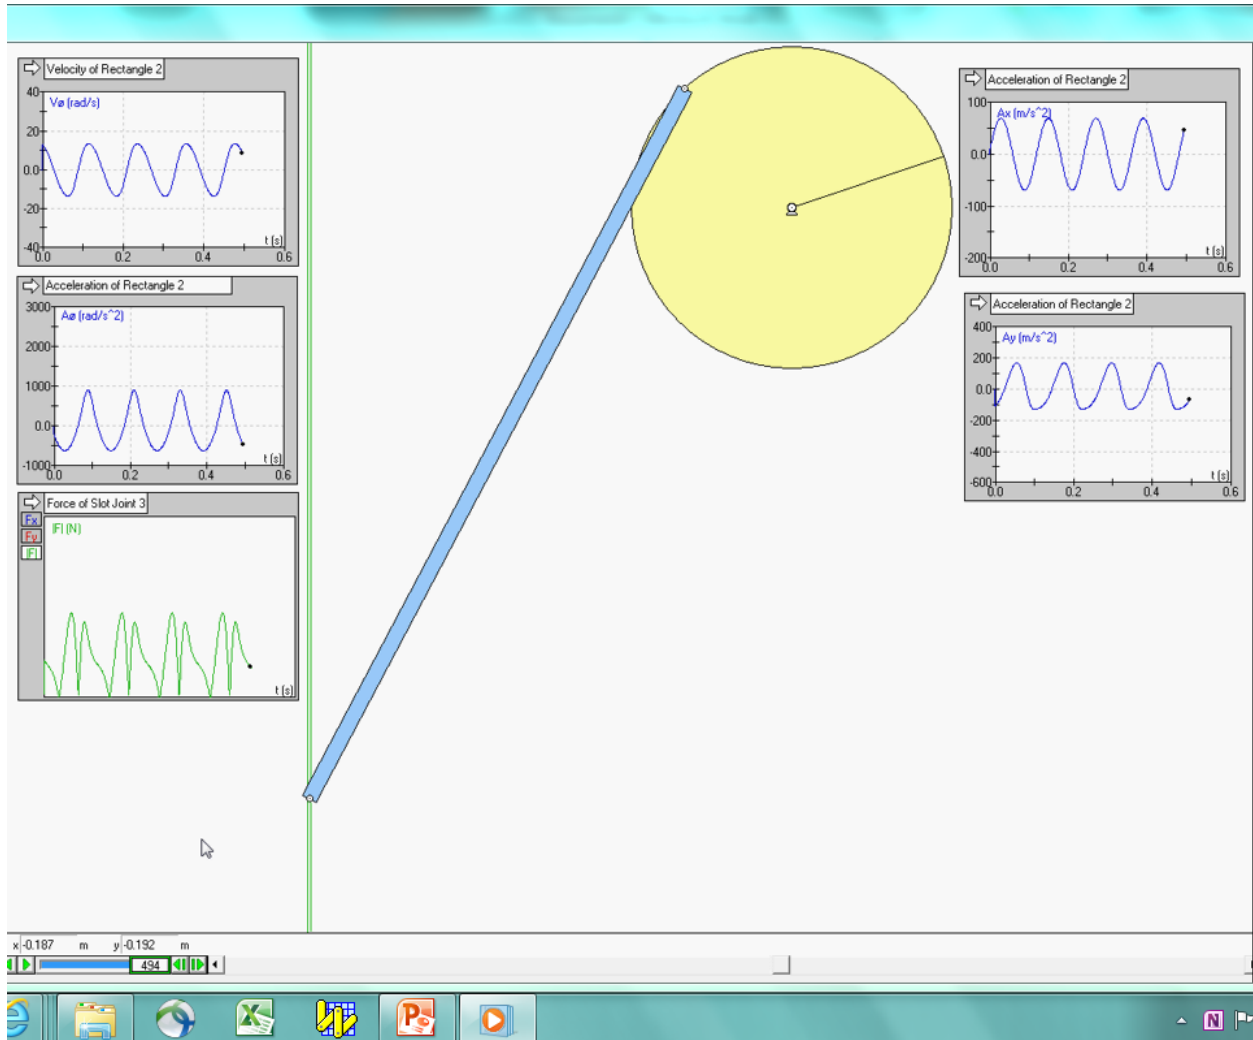 Velocity of Rectangle 2
Vø (rad/s)
40
20
0.0
-20
-40
0.0 0.2 0.4 0.6
t (s)
Acceleration of Rectangle 2
Aø (rad/s^2)
3000
2000
1000
0.0
-1000
0.0 0.2 0.4 0.6
t (s)
Force of Slot Joint 3
Fx
Fy
|F|
|F| (N)
t (s)
Acceleration of Rectangle 2
Ax (m/s^2)
100
0.0
-100
-200
0.0 0.2 0.4 0.6
t (s)
Acceleration of Rectangle 2
Ay (m/s^2)
400
200
0.0
-200
-400
-600
0.0 0.2 0.4 0.6
t (s)
x -0.187 m y -0.192 m
494